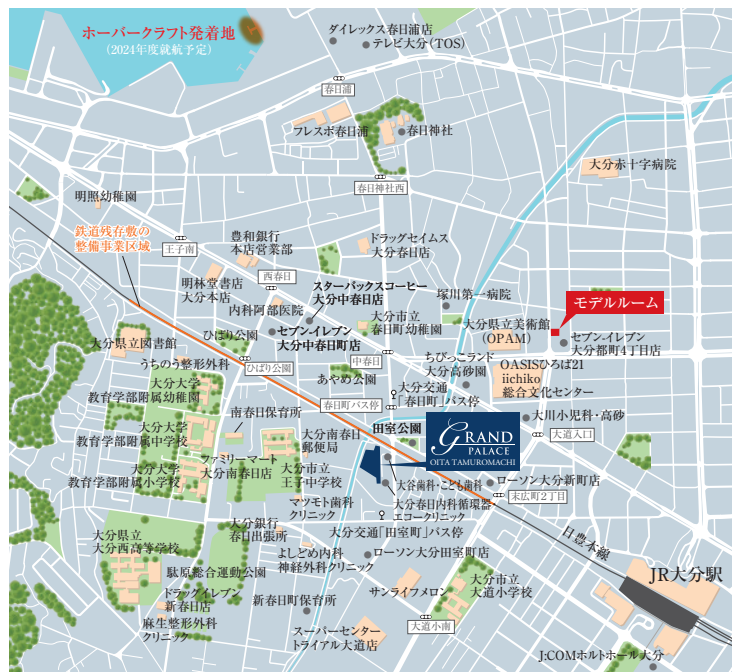 ホーバークラフト発着地
（2024年度就航予定）
ダイレックス春日浦店
テレビ大分（TOS）
春日浦
フレスポ春日浦
春日神社
大分赤十字病院
春日神社西
明照幼稚園
鉄道残存敷の
整備事業区域
王子南
豊和銀行
本店営業部
ドラッグセイムス
大分春日店
西春日
明林堂書店
大分本店
スターバックスコーヒー
大分中春日店
内科阿部医院
塚川第一病院
モデルルーム
セブン-イレブン
大分中春日町店
大分市立
春日町幼稚園
大分県立美術館
（OPAM）
セブン-イレブン
大分都町4丁目店
大分県立図書館
ひばり公園
うちのう整形外科
ひばり公園
中春日
ちびっこランド
大分高砂園
OASISひろば21
iichiko
総合文化センター
大分大学
教育学部附属幼稚園
あやめ公園
大分交通
「春日町」バス停
春日町バス停
南春日保育所
大分大学
教育学部附属中学校
大分南春日
郵便局
田室公園
GRAND
PALACE
OITA TAMUROMACHI
大川小児科・高砂
大道入口
ファミリーマート
大分南春日店
大分大学
教育学部附属小学校
大分市立
王子中学校
大谷歯科・こども歯科
ローソン大分新町店
末広町2丁目
マツモト歯科
クリニック
大分春日内科循環器・
エコークリニック
大分銀行
春日出張所
大分交通「田室町」バス停
日豊本線
大分県立
大分西高等学校
よしどめ内科
神経外科クリニック
ローソン大分田室町店
駄原総合運動公園
JR大分駅
ドラッグイレブン
新春日店
新春日町保育所
サンライフメロン
大分市立
大道小学校
麻生整形外科
クリニック
スーパーセンター
トライアル大道店
大道小南
J:COMホルトホール大分